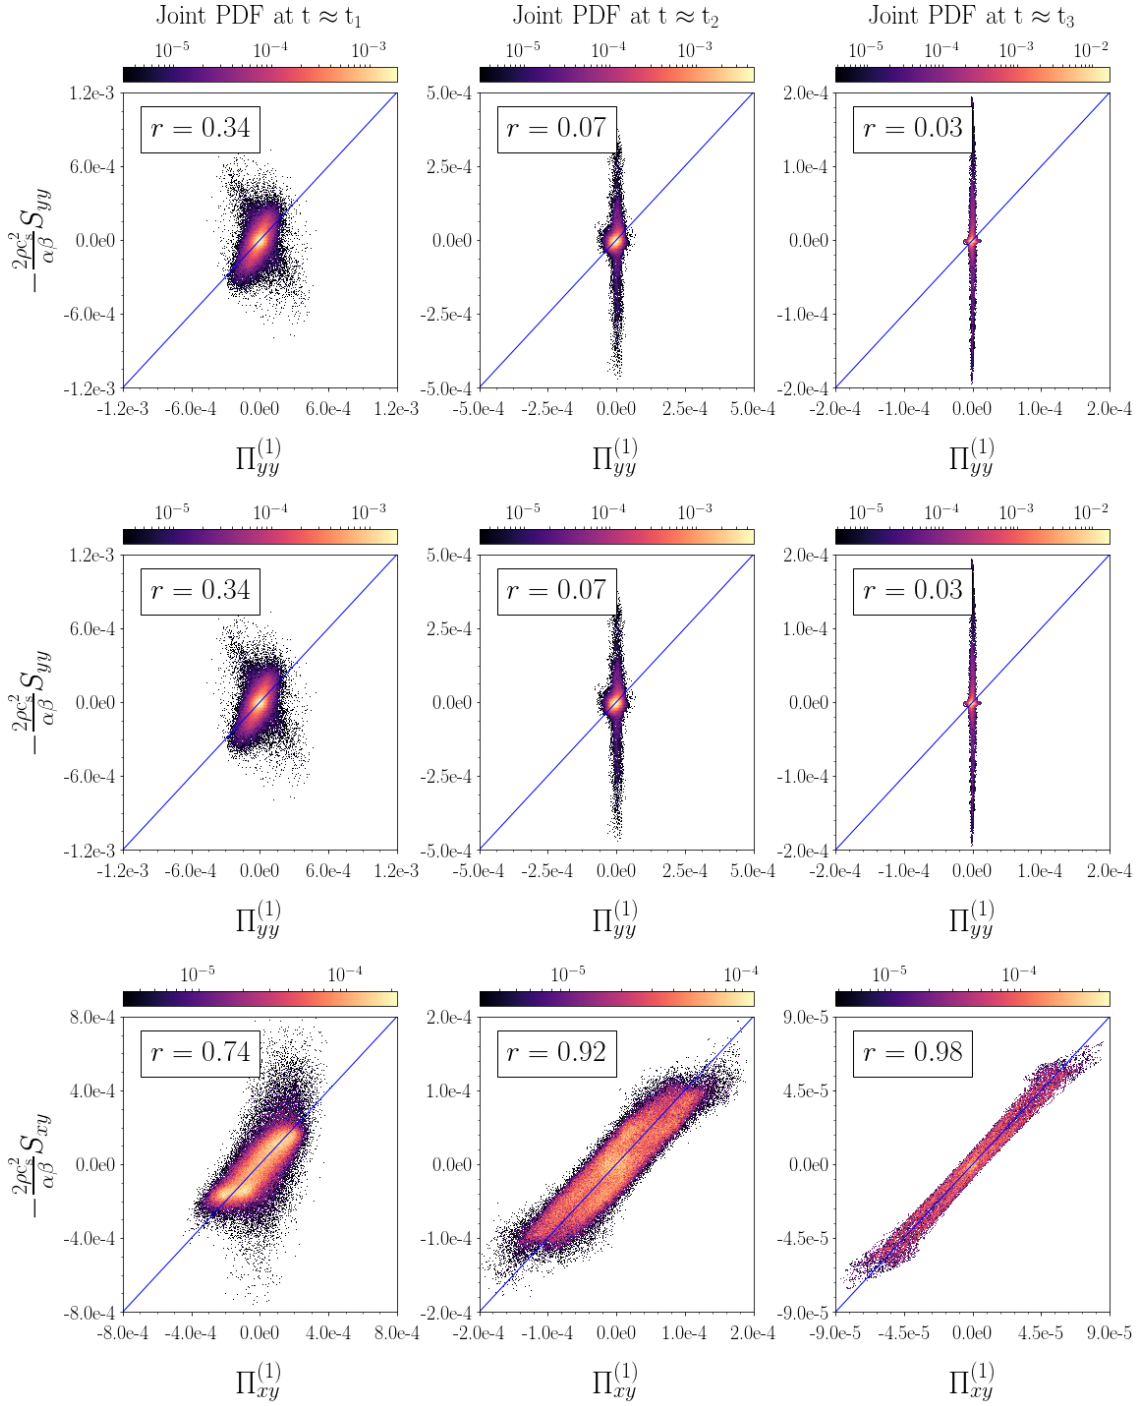 Joint PDF at t ≈ t₁ Joint PDF at t ≈ t₂ Joint PDF at t ≈ t₃
10⁻⁵ 10⁻⁴ 10⁻³ 10⁻⁵ 10⁻⁴ 10⁻³ 10⁻⁵ 10⁻⁴ 10⁻³ 10⁻²
1.2e-3 5.0e-4 2.0e-4
r = 0.34 r = 0.07 r = 0.03
6.0e-4 2.5e-4 1.0e-4
0.0e0 0.0e0 0.0e0
-6.0e-4 -2.5e-4 -1.0e-4
-1.2e-3 -5.0e-4 -2.0e-4
−2ρc_s²/αβ S_yy
-1.2e-3 -6.0e-4 0.0e0 6.0e-4 1.2e-3 -5.0e-4 -2.5e-4 0.0e0 2.5e-4 5.0e-4 -2.0e-4 -1.0e-4 0.0e0 1.0e-4 2.0e-4
Π_yy^(1) Π_yy^(1) Π_yy^(1)
10⁻⁵ 10⁻⁴ 10⁻³ 10⁻⁵ 10⁻⁴ 10⁻³ 10⁻⁵ 10⁻⁴ 10⁻³ 10⁻²
1.2e-3 5.0e-4 2.0e-4
r = 0.34 r = 0.07 r = 0.03
6.0e-4 2.5e-4 1.0e-4
0.0e0 0.0e0 0.0e0
-6.0e-4 -2.5e-4 -1.0e-4
-1.2e-3 -5.0e-4 -2.0e-4
−2ρc_s²/αβ S_yy
-1.2e-3 -6.0e-4 0.0e0 6.0e-4 1.2e-3 -5.0e-4 -2.5e-4 0.0e0 2.5e-4 5.0e-4 -2.0e-4 -1.0e-4 0.0e0 1.0e-4 2.0e-4
Π_yy^(1) Π_yy^(1) Π_yy^(1)
10⁻⁵ 10⁻⁴ 10⁻⁵ 10⁻⁴ 10⁻⁵ 10⁻⁴
8.0e-4 2.0e-4 9.0e-5
r = 0.74 r = 0.92 r = 0.98
4.0e-4 1.0e-4 4.5e-5
0.0e0 0.0e0 0.0e0
-4.0e-4 -1.0e-4 -4.5e-5
-8.0e-4 -2.0e-4 -9.0e-5
−2ρc_s²/αβ S_xy
-8.0e-4 -4.0e-4 0.0e0 4.0e-4 8.0e-4 -2.0e-4 -1.0e-4 0.0e0 1.0e-4 2.0e-4 -9.0e-5 -4.5e-5 0.0e0 4.5e-5 9.0e-5
Π_xy^(1) Π_xy^(1) Π_xy^(1)